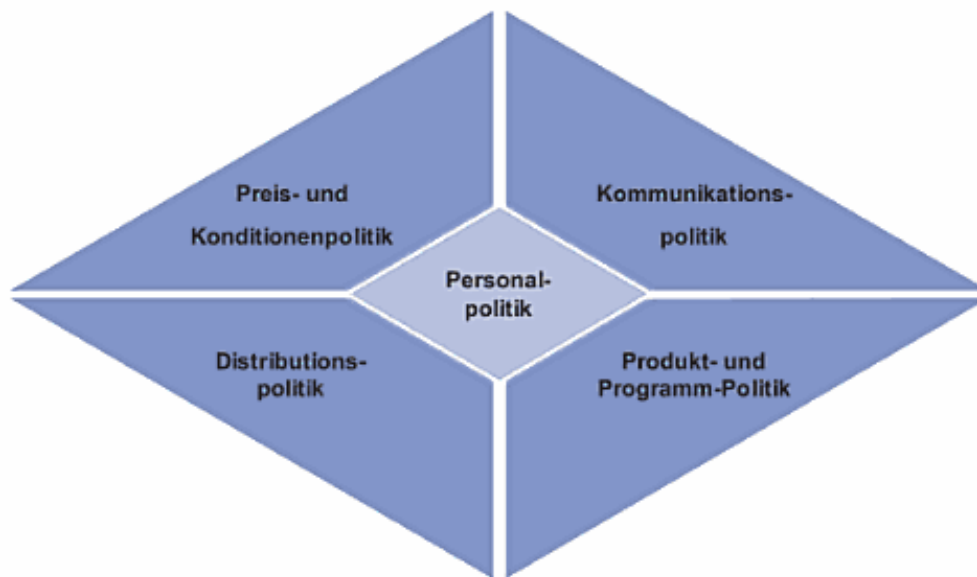 Preis- und
Konditionenpolitik
Kommunikations-
politik
Personal-
politik
Distributions-
politik
Produkt- und
Programm-Politik